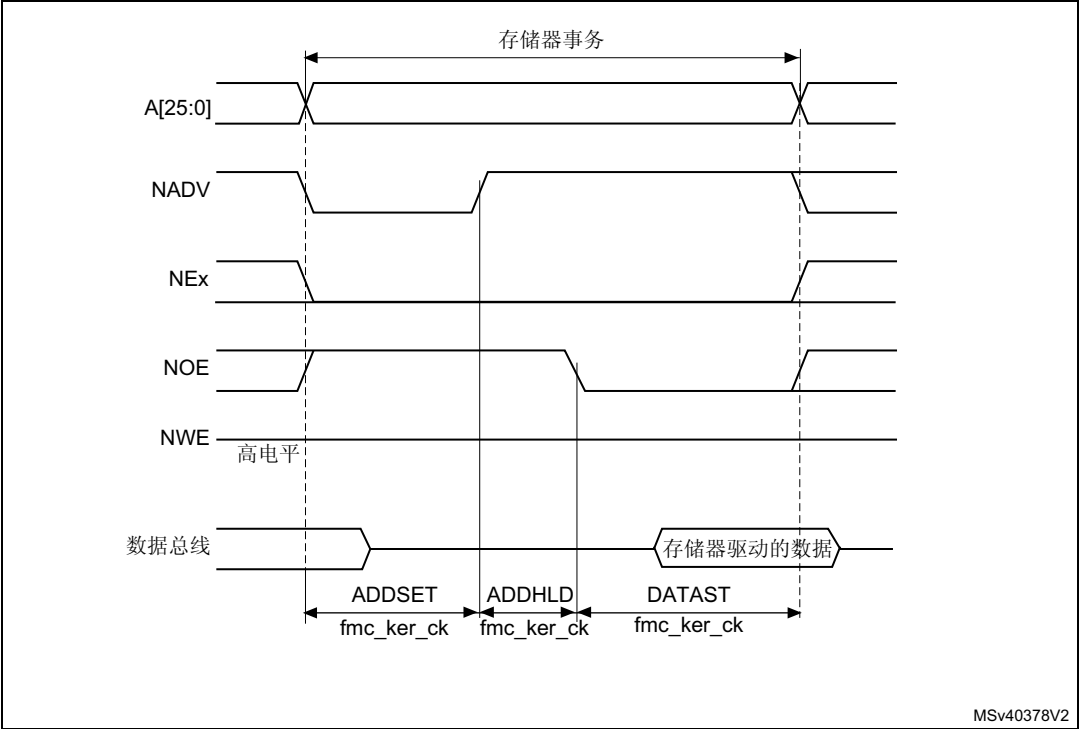 存储器事务
A[25:0]
NADV
NEx
NOE
NWE
高电平
数据总线
存储器驱动的数据
ADDSET ADDHLD DATAST
fmc_ker_ck fmc_ker_ck fmc_ker_ck
MSv40378V2